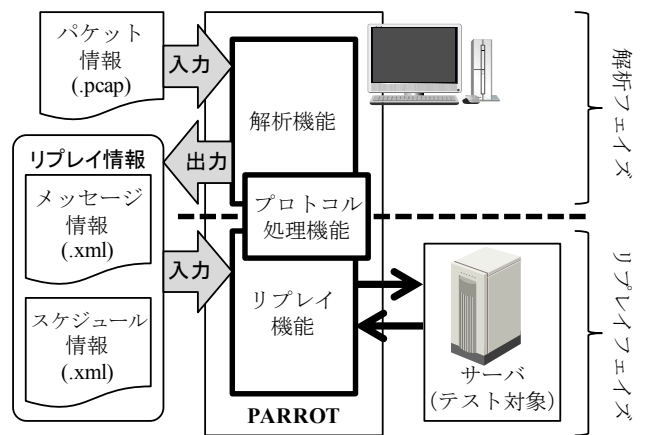 パケット
情報
(.pcap)
入力
解析機能
解析フェイズ
リプレイ情報
出力
メッセージ
情報
(.xml)
プロトコル
処理機能
入力
リプレイ
機能
スケジュール
情報
(.xml)
サーバ
(テスト対象)
リプレイフェイズ
PARROT